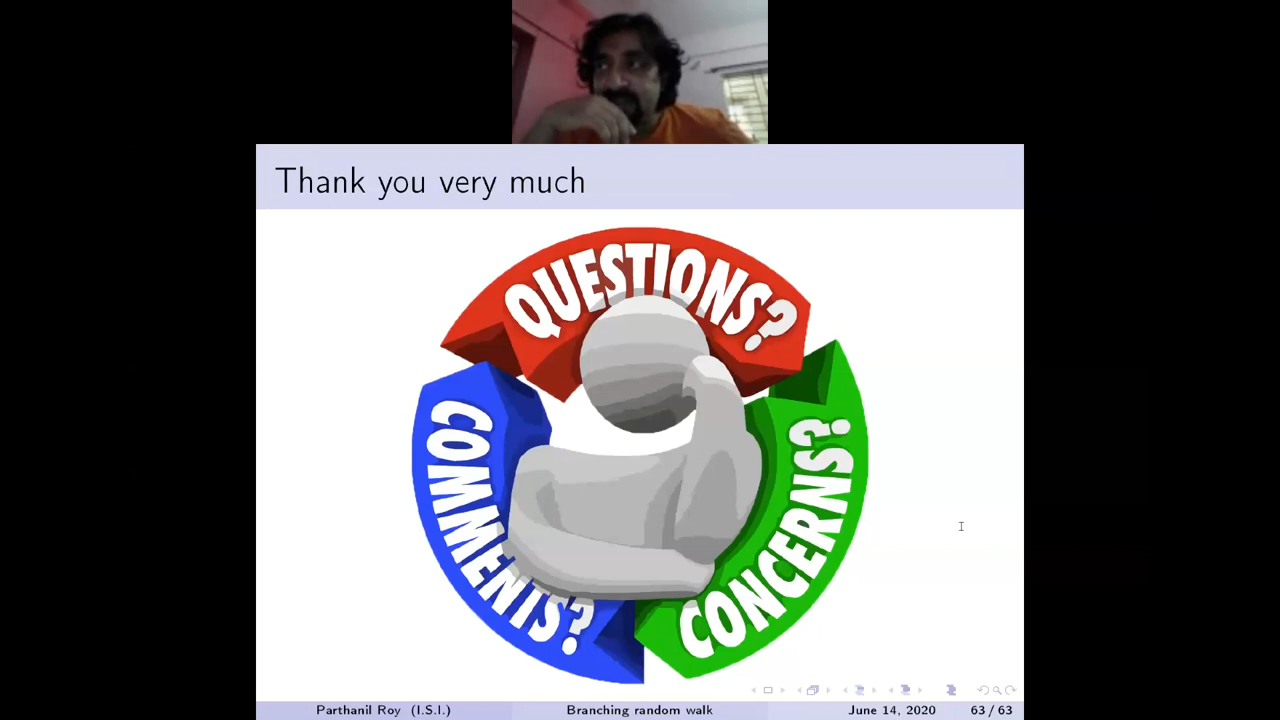 Thank you very much
QUESTIONS?
COMMENTS?
CONCERNS?
Parthanil Roy (I.S.I.) Branching random walk June 14, 2020 63 / 63